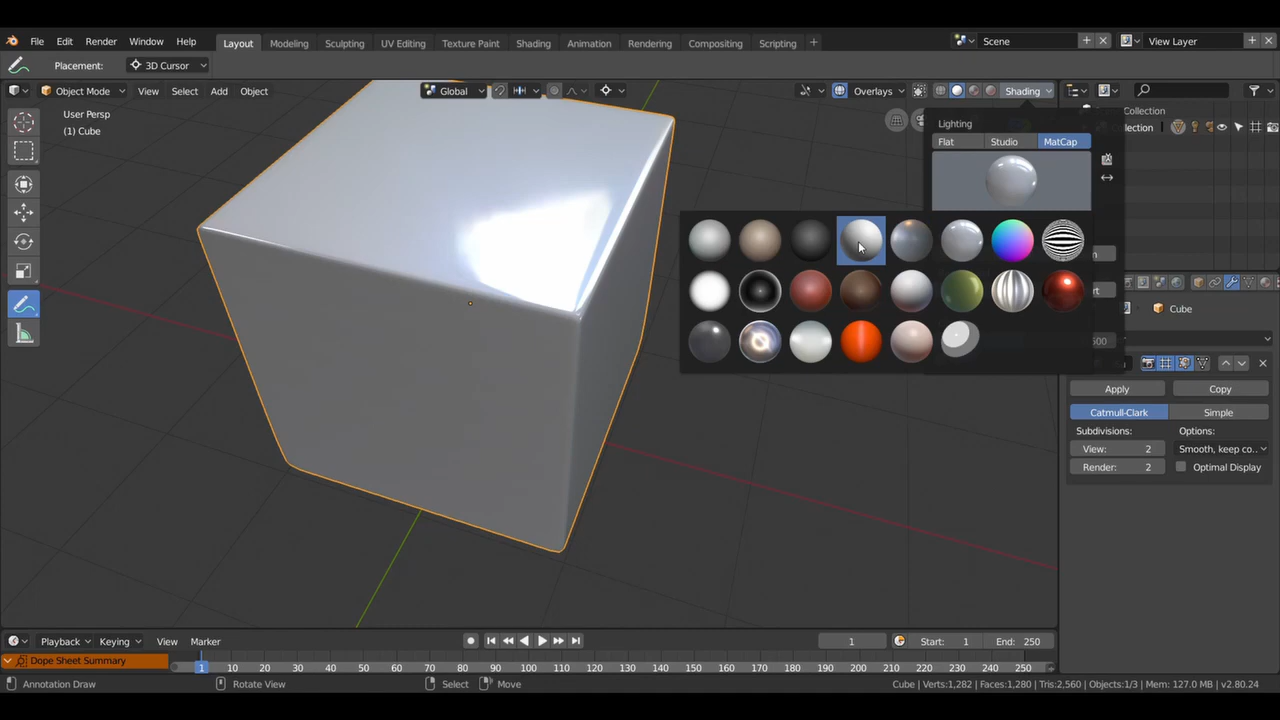 File Edit Render Window Help Layout Modeling Sculpting UV Editing Texture Paint Shading Animation Rendering Compositing Scripting + Scene View Layer
Placement: 3D Cursor
Object Mode View Select Add Object Global Overlays Shading
User Persp
(1) Cube
Collection
Lighting
Flat Studio MatCap
Cube
Apply Copy
Catmull-Clark Simple
Subdivisions: Options:
View: 2 Smooth, keep co..
Render: 2 Optimal Display
Playback Keying View Marker 1 Start: 1 End: 250
Dope Sheet Summary 1 10 20 30 40 50 60 70 80 90 100 110 120 130 140 150 160 170 180 190 200 210 220 230 240 250
Annotation Draw Rotate View Select Move Cube | Verts:1,282 | Faces:1,280 | Tris:2,560 | Objects:1/3 | Mem: 127.0 MB | v2.80.24